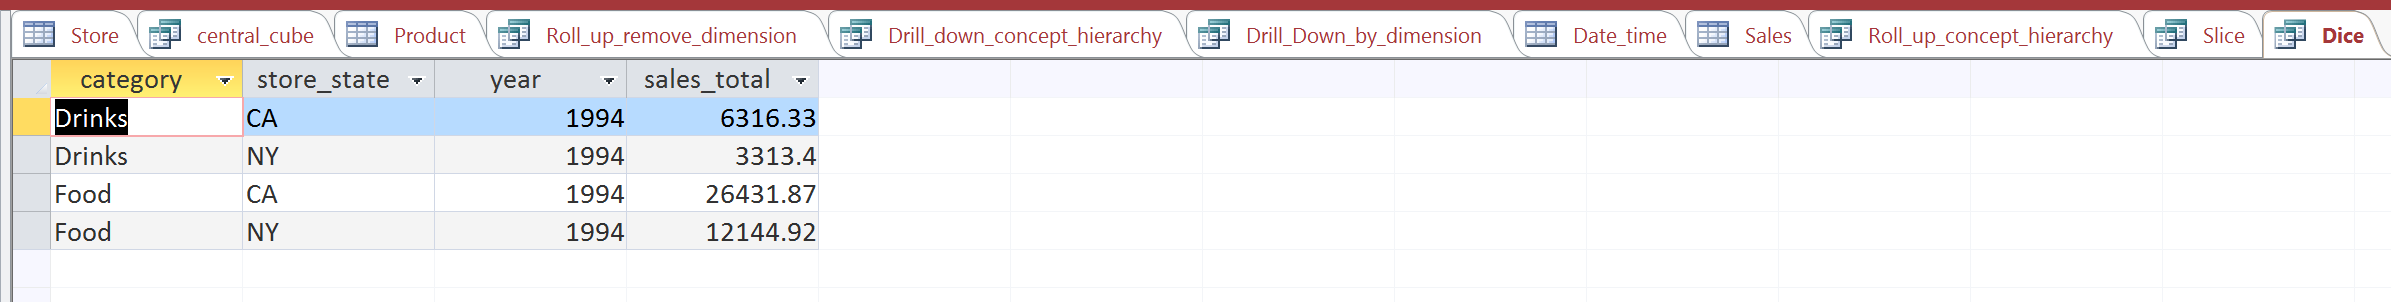 Store central_cube Product Roll_up_remove_dimension Drill_down_concept_hierarchy Drill_Down_by_dimension Date_time Sales Roll_up_concept_hierarchy Slice Dice
category store_state year sales_total
Drinks CA 1994 6316.33
Drinks NY 1994 3313.4
Food CA 1994 26431.87
Food NY 1994 12144.92